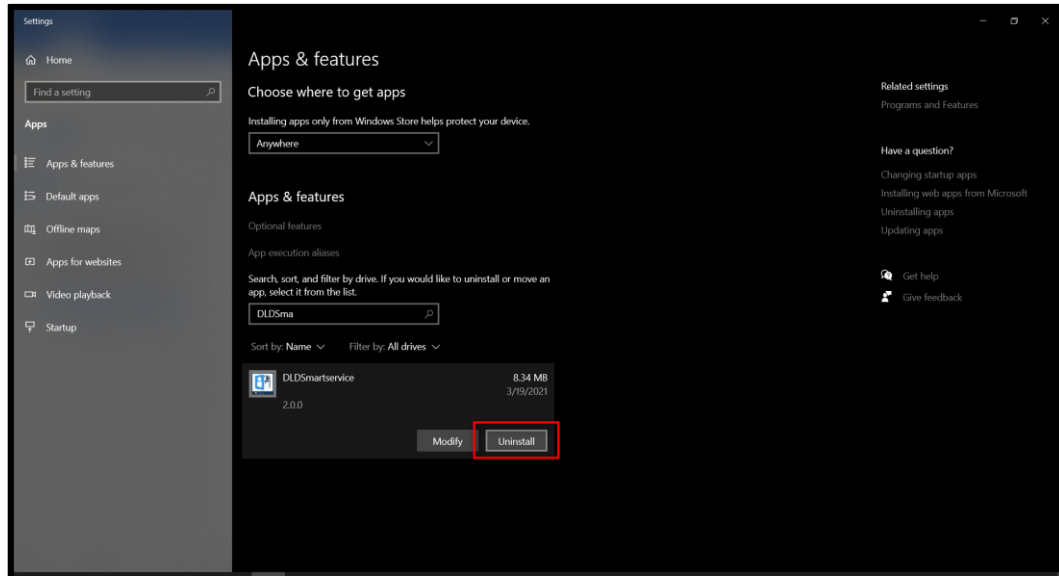 Settings
Home
Find a setting
Apps
Apps & features
Default apps
Offline maps
Apps for websites
Video playback
Startup
Apps & features
Choose where to get apps
Installing apps only from Windows Store helps protect your device.
Anywhere
Apps & features
Optional features
App execution aliases
Search, sort, and filter by drive. If you would like to uninstall or move an
app, select it from the list.
DLDSma
Sort by: Name
Filter by: All drives
DLDSmartservice
8.34 MB
3/19/2021
2.0.0
Modify
Uninstall
Related settings
Programs and Features
Have a question?
Changing startup apps
Installing web apps from Microsoft
Uninstalling apps
Updating apps
Get help
Give feedback